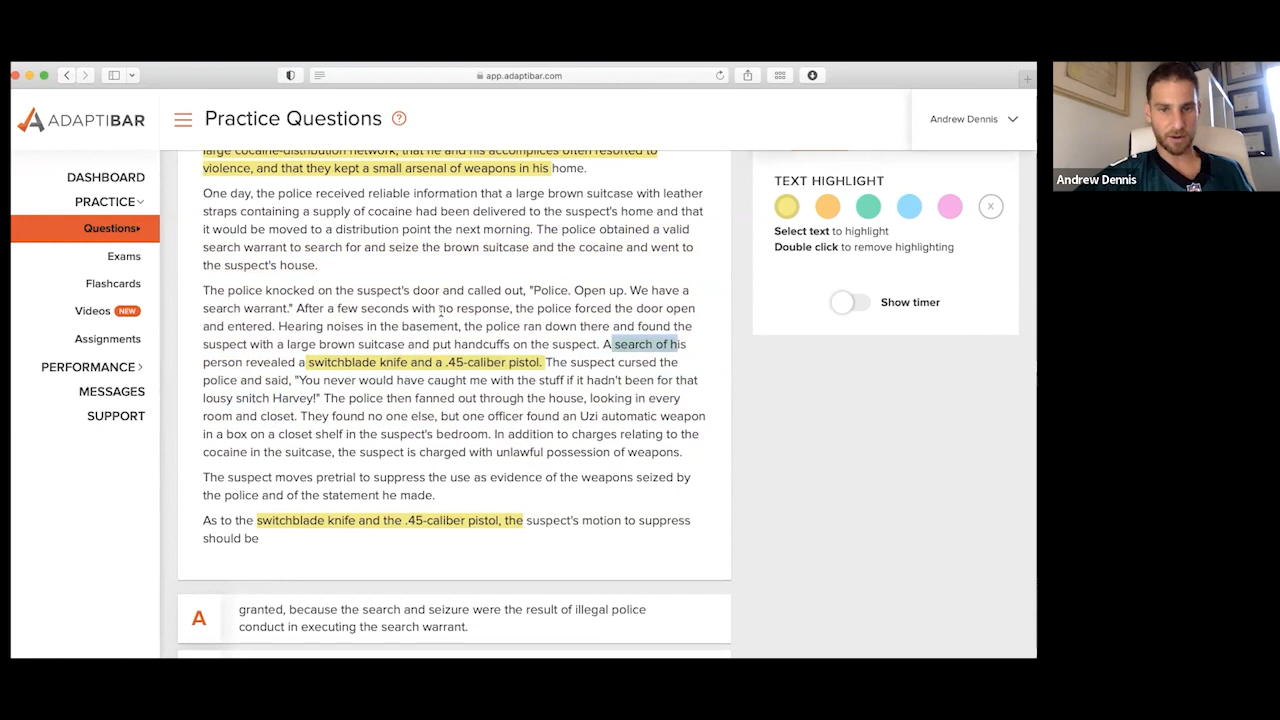 app.adaptibar.com
ADAPTIBAR
Practice Questions
?
Andrew Dennis
DASHBOARD
PRACTICE
Questions
Exams
Flashcards
Videos NEW
Assignments
PERFORMANCE
MESSAGES
SUPPORT
large cocaine-distribution network, that he and his accomplices often resorted to
violence, and that they kept a small arsenal of weapons in his home.
One day, the police received reliable information that a large brown suitcase with leather
straps containing a supply of cocaine had been delivered to the suspect's home and that
it would be moved to a distribution point the next morning. The police obtained a valid
search warrant to search for and seize the brown suitcase and the cocaine and went to
the suspect's house.
The police knocked on the suspect's door and called out, "Police. Open up. We have a
search warrant." After a few seconds with no response, the police forced the door open
and entered. Hearing noises in the basement, the police ran down there and found the
suspect with a large brown suitcase and put handcuffs on the suspect. A search of his
person revealed a switchblade knife and a .45-caliber pistol. The suspect cursed the
police and said, "You never would have caught me with the stuff if it hadn't been for that
lousy snitch Harvey!" The police then fanned out through the house, looking in every
room and closet. They found no one else, but one officer found an Uzi automatic weapon
in a box on a closet shelf in the suspect's bedroom. In addition to charges relating to the
cocaine in the suitcase, the suspect is charged with unlawful possession of weapons.
The suspect moves pretrial to suppress the use as evidence of the weapons seized by
the police and of the statement he made.
As to the switchblade knife and the .45-caliber pistol, the suspect's motion to suppress
should be
A
granted, because the search and seizure were the result of illegal police
conduct in executing the search warrant.
TEXT HIGHLIGHT
X
Select text to highlight
Double click to remove highlighting
Show timer
Andrew Dennis